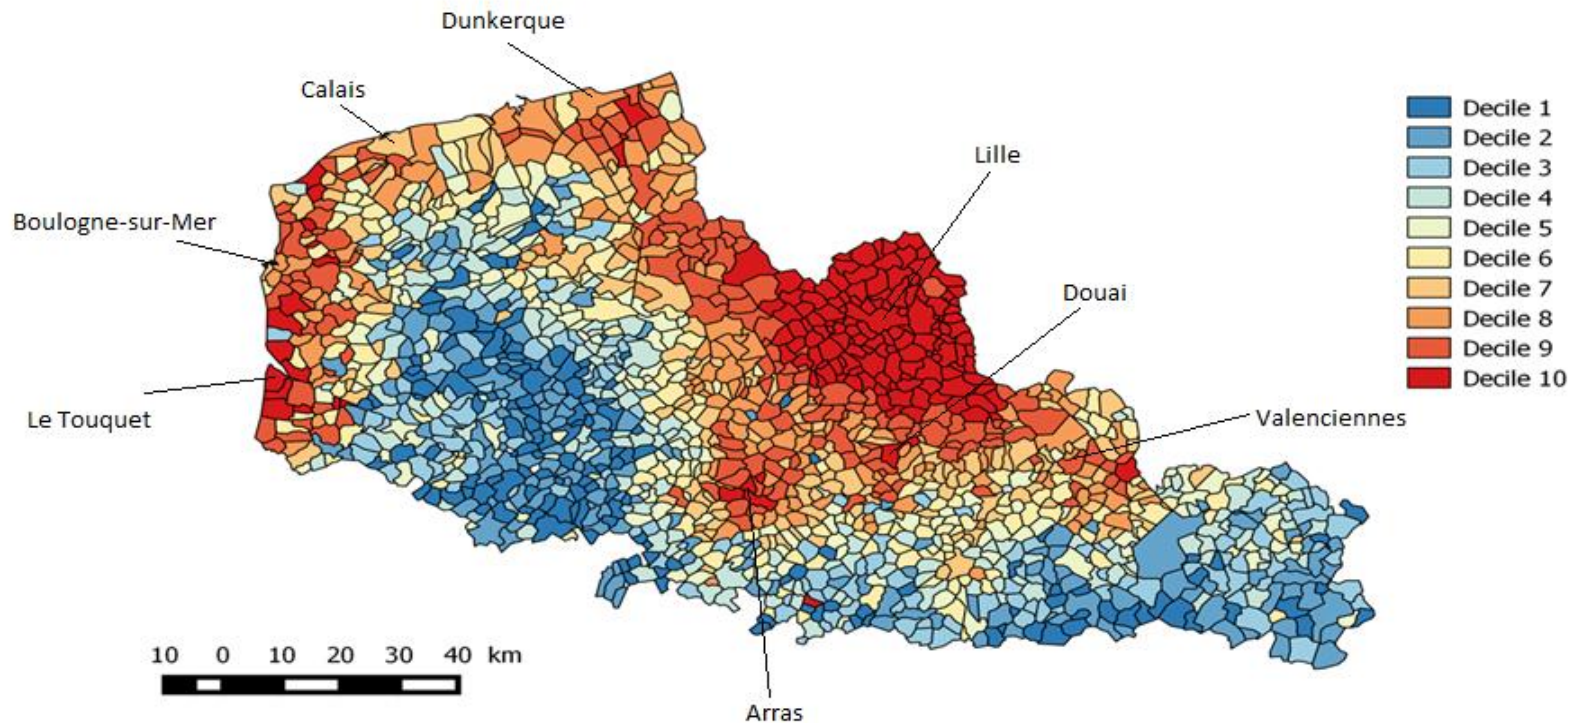 Dunkerque
Calais
Lille
Boulogne-sur-Mer
Douai
Le Touquet
Valenciennes
Arras
Decile 1
Decile 2
Decile 3
Decile 4
Decile 5
Decile 6
Decile 7
Decile 8
Decile 9
Decile 10
10 0 10 20 30 40 km